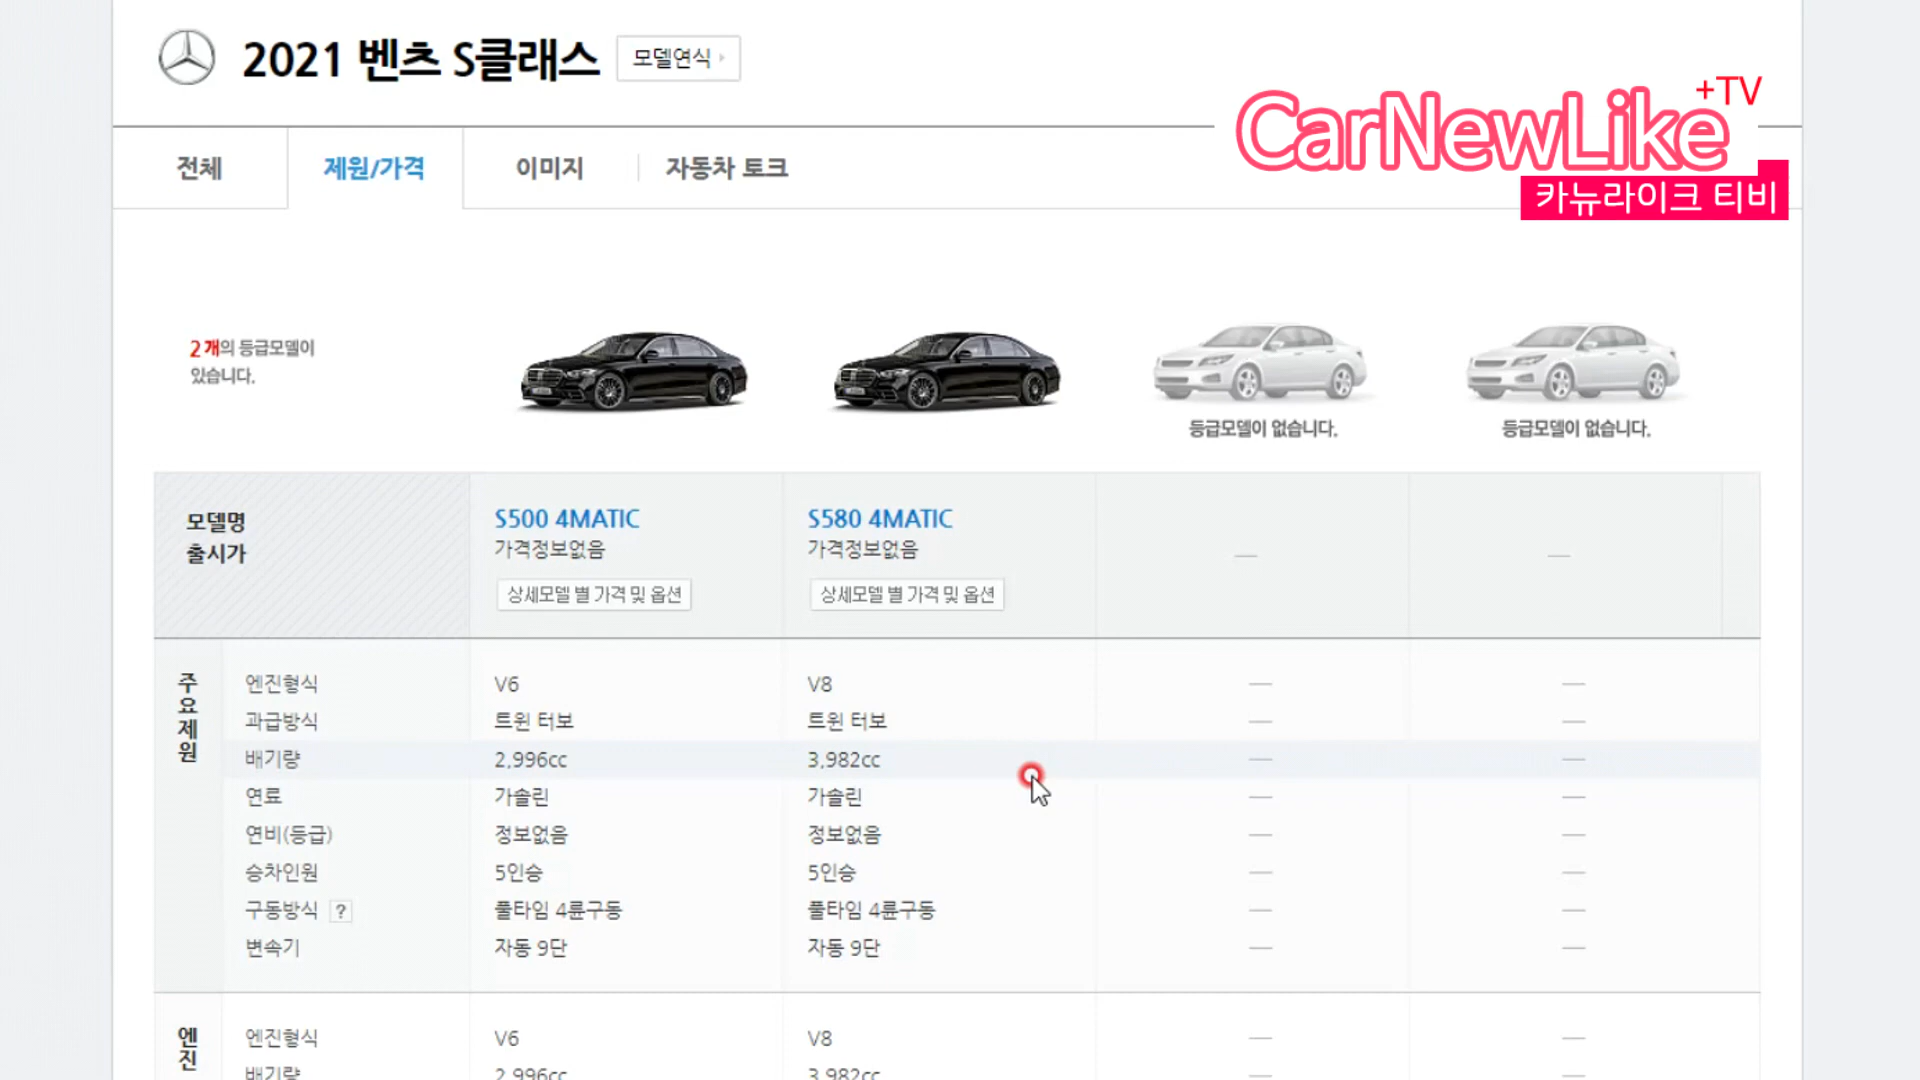 2021 벤츠 S클래스
모델연식
+TV
CarNewLike
카뉴라이크 티비
전체
제원/가격
이미지
자동차 토크
2개의 등급모델이
있습니다.
등급모델이 없습니다.
등급모델이 없습니다.
모델명
출시가
S500 4MATIC
가격정보없음
상세모델 별 가격 및 옵션
S580 4MATIC
가격정보없음
상세모델 별 가격 및 옵션
—
—
주요제원
엔진형식 V6 V8 — —
과급방식 트윈 터보 트윈 터보 — —
배기량 2,996cc 3,982cc — —
연료 가솔린 가솔린 — —
연비(등급) 정보없음 정보없음 — —
승차인원 5인승 5인승 — —
구동방식 ? 풀타임 4륜구동 풀타임 4륜구동 — —
변속기 자동 9단 자동 9단 — —
엔진
엔진형식 V6 V8 — —
배기량 2,996cc 3,982cc — —